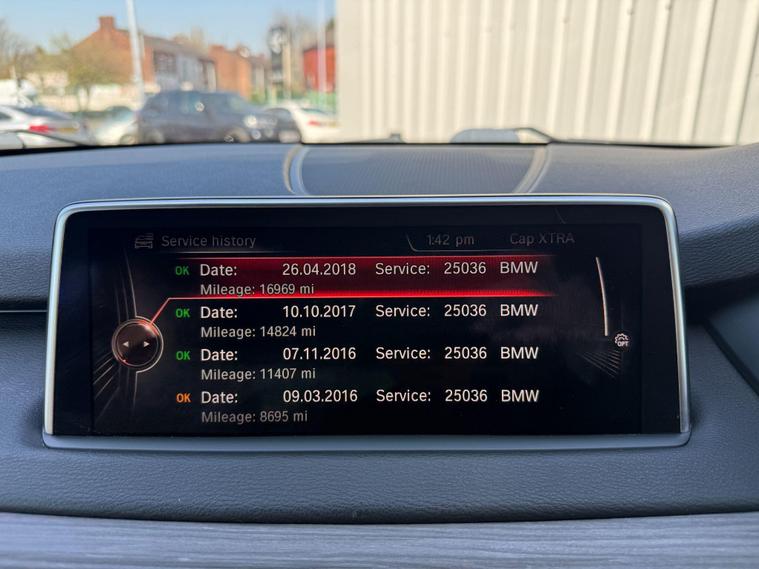 Service history 1:42 pm Cap XTRA
OK Date: 26.04.2018 Service: 25036 BMW
Mileage: 16969 mi
OK Date: 10.10.2017 Service: 25036 BMW
Mileage: 14824 mi
OK Date: 07.11.2016 Service: 25036 BMW
Mileage: 11407 mi
OPT
OK Date: 09.03.2016 Service: 25036 BMW
Mileage: 8695 mi